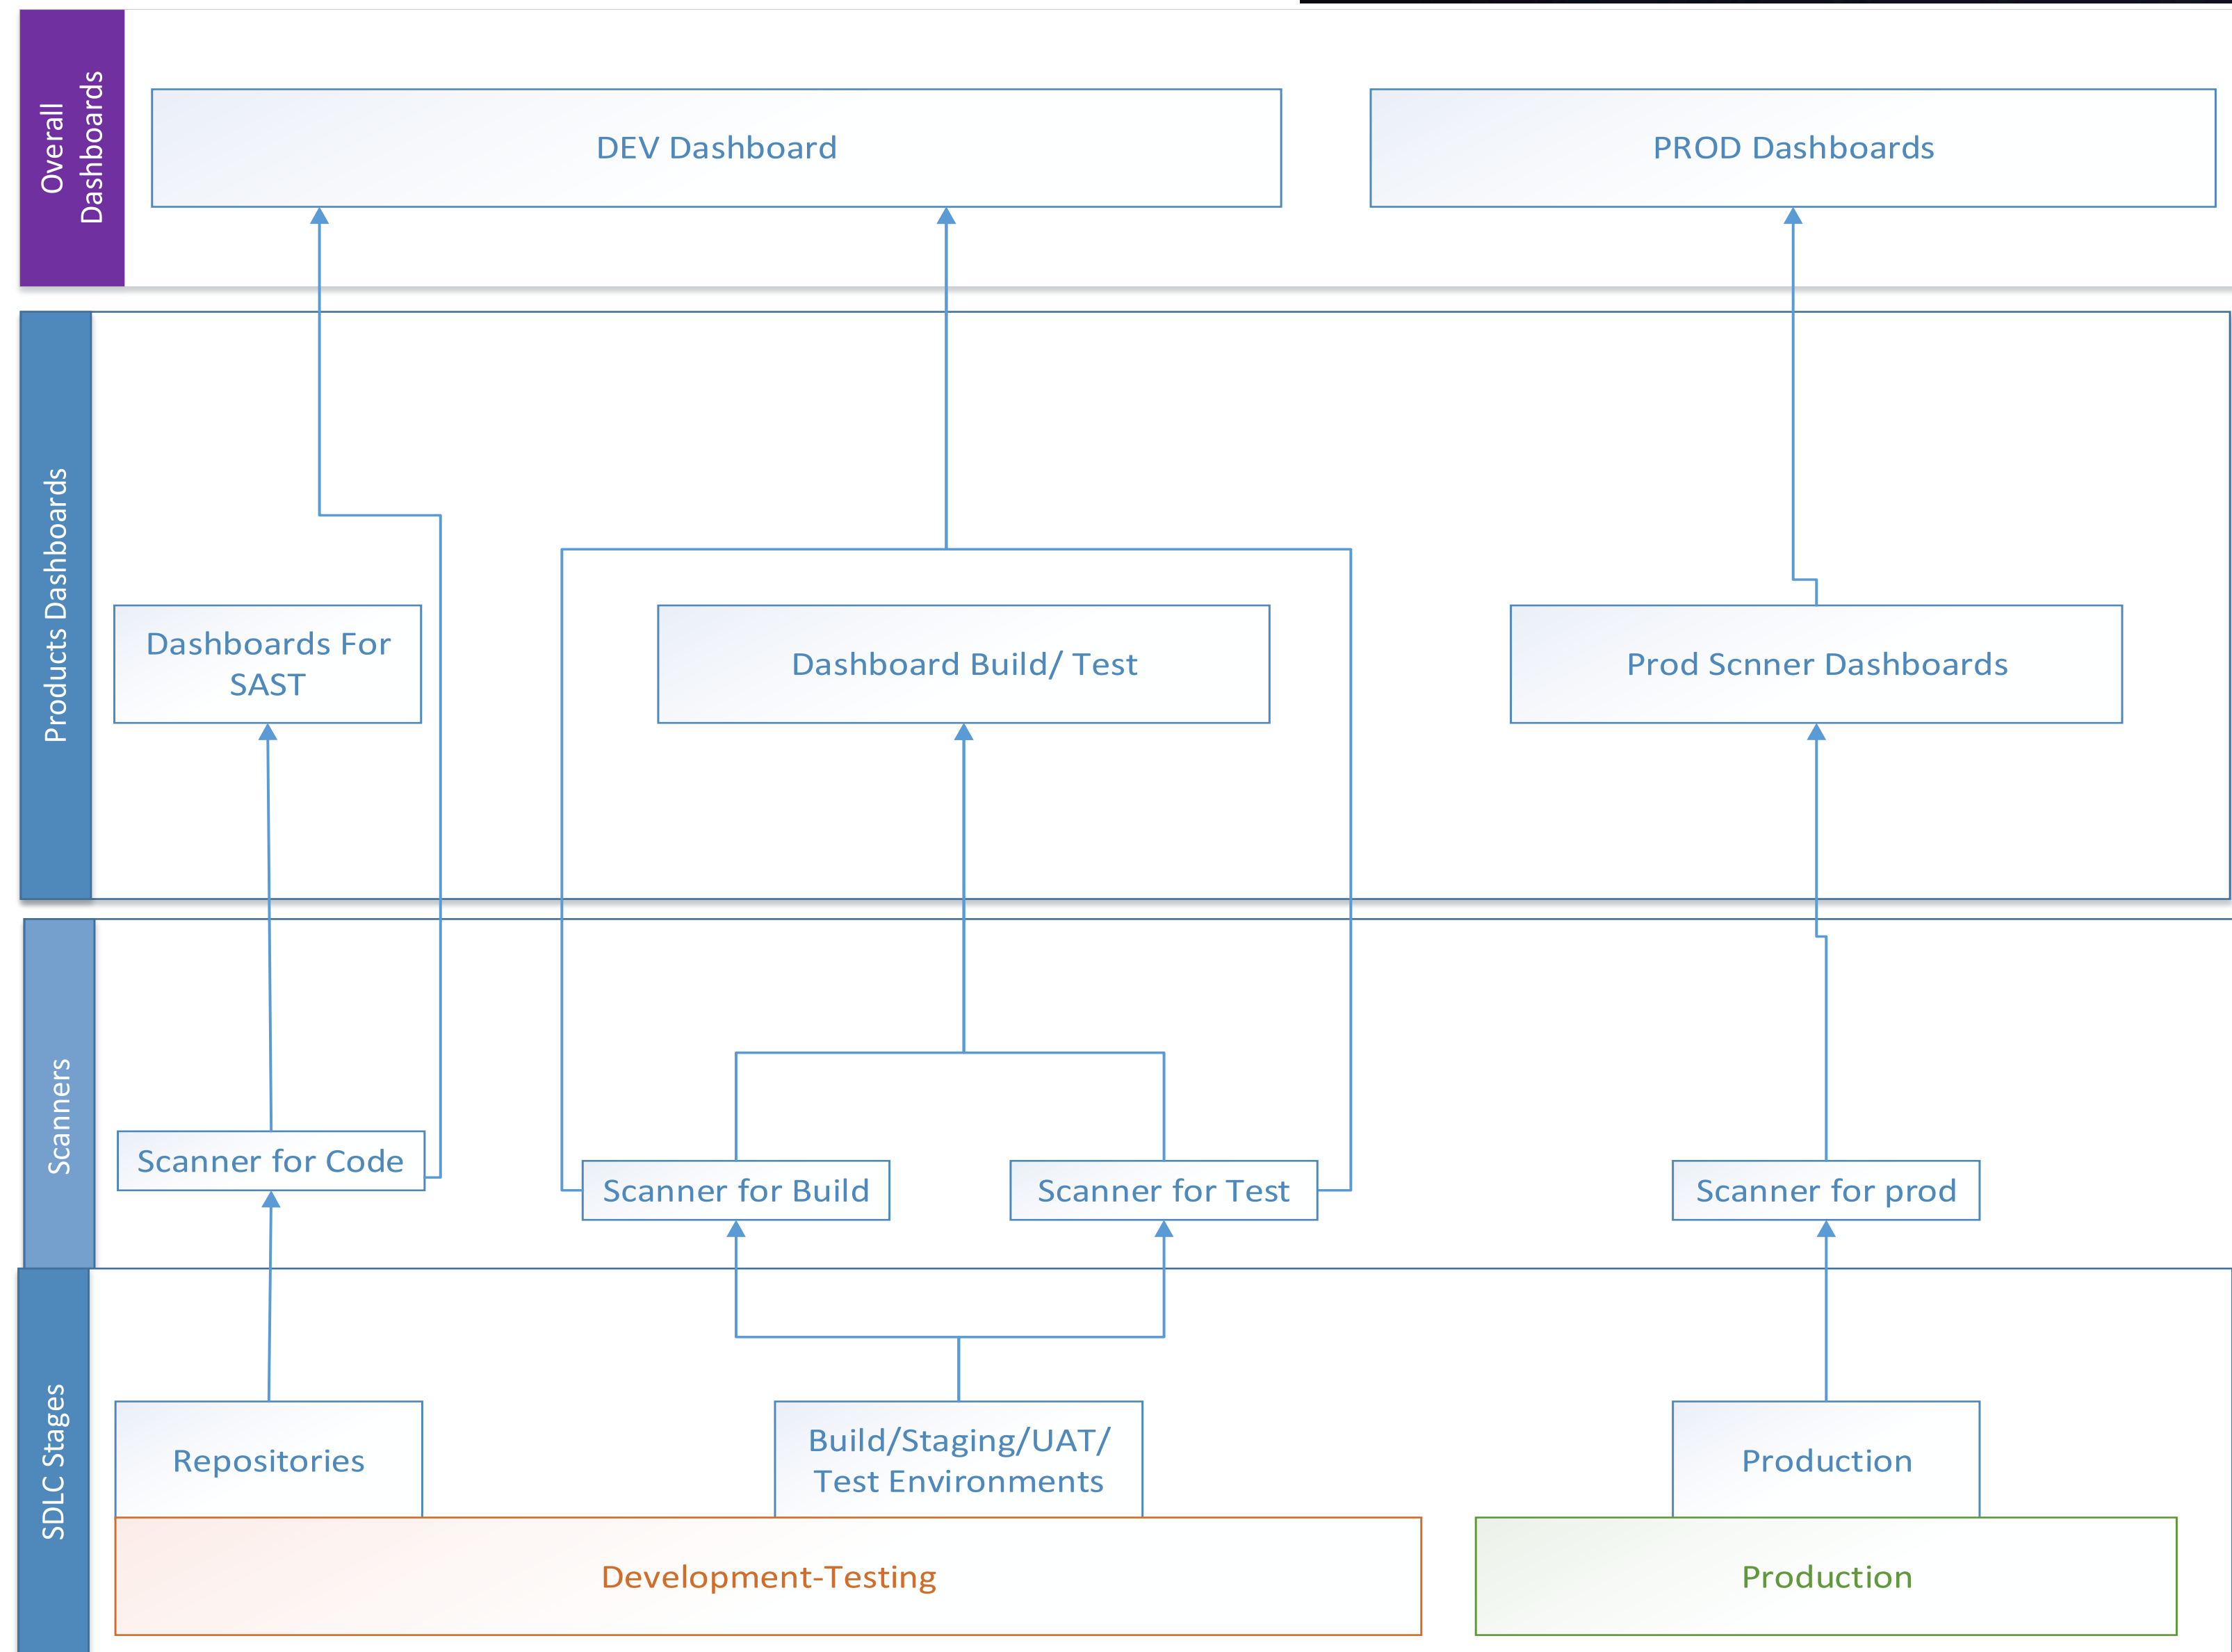 Overall
Dashboards
DEV Dashboard
PROD Dashboards
Products Dashboards
Dashboards For
SAST
Dashboard Build/ Test
Prod Scnner Dashboards
Scanners
Scanner for Code
Scanner for Build
Scanner for Test
Scanner for prod
SDLC Stages
Repositories
Build/Staging/UAT/
Test Environments
Production
Development-Testing
Production